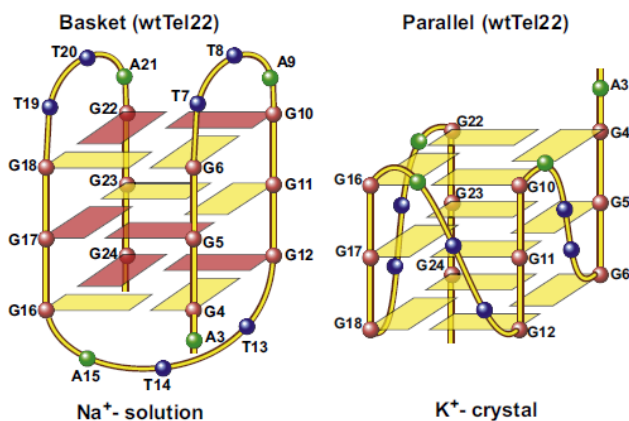 Basket (wtTel22)
T20
A21
T8
A9
T19
T7
G22
G10
G18
G6
G23
G11
G17
G5
G24
G12
G16
G4
A3
T13
A15
T14
Na⁺- solution
Parallel (wtTel22)
A3
G22
G4
G16
G10
G23
G5
G17
G11
G24
G6
G18
G12
K⁺- crystal